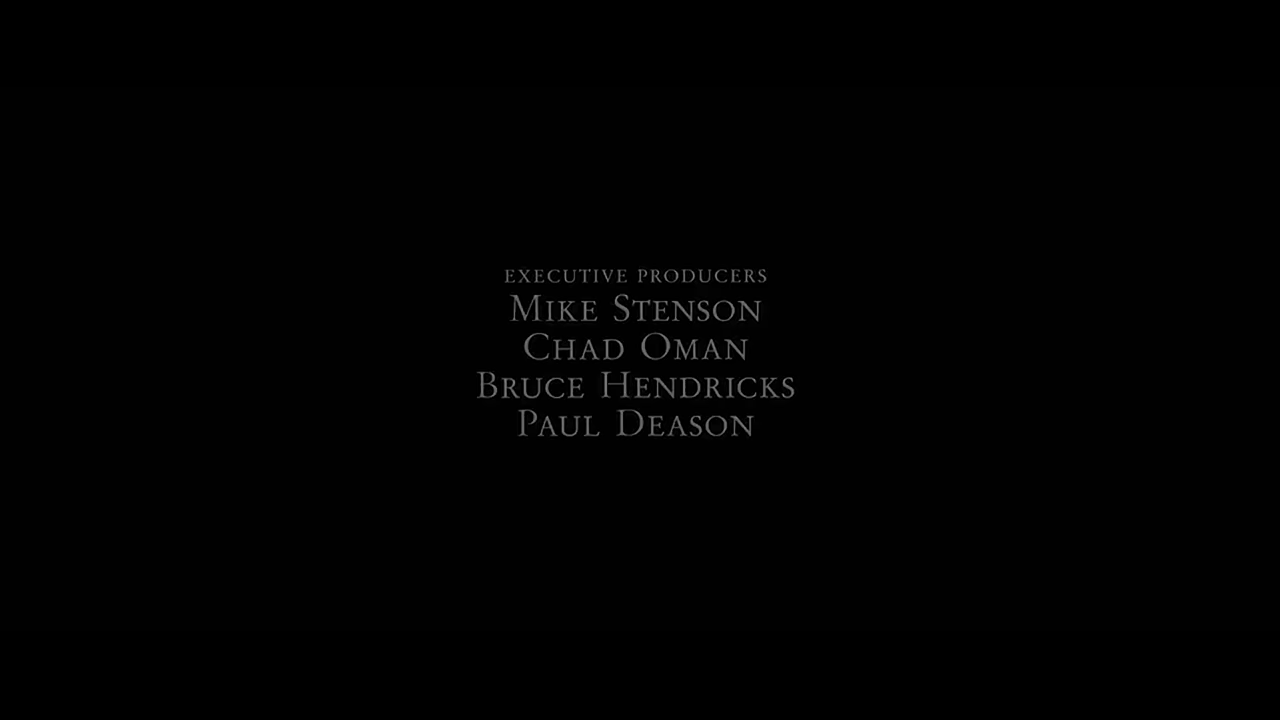 EXECUTIVE PRODUCERS
MIKE STENSON
CHAD OMAN
BRUCE HENDRICKS
PAUL DEASON